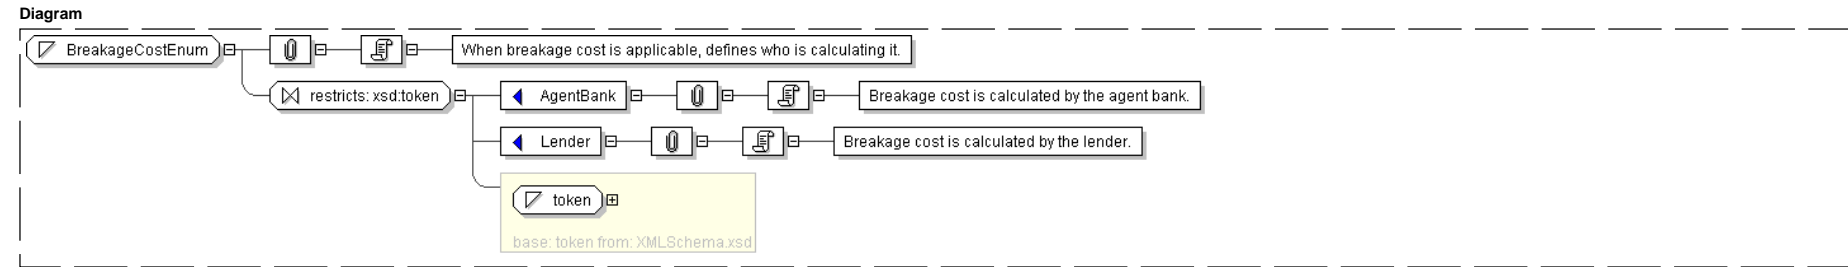 Diagram
BreakageCostEnum
When breakage cost is applicable, defines who is calculating it.
restricts: xsd:token
AgentBank
Breakage cost is calculated by the agent bank.
Lender
Breakage cost is calculated by the lender.
token
base: token from: XMLSchema.xsd